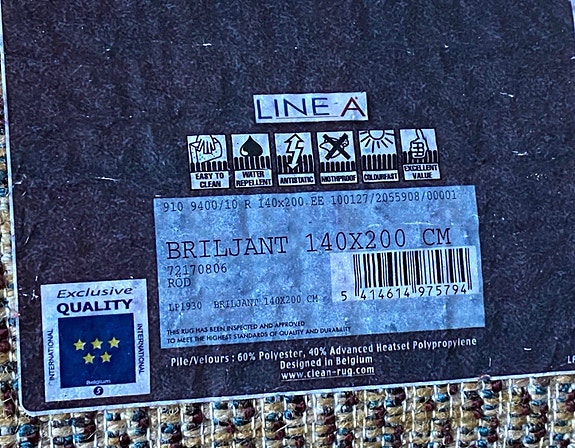 LINE A
EASY TO CLEAN
WATER REPELLENT
ANTISTATIC
MOTHPROOF
COLOURFAST
EXCELLENT VALUE
910 9400/10 R 140x200.EE 100127/2055908/00001
BRILJANT 140X200 CM
72170806
ROD
LP1930 BRILJANT 140X200 CM
5 414614 975794
THIS RUG HAS BEEN INSPECTED AND APPROVED
TO MEET THE HIGHEST STANDARDS OF QUALITY AND DURABILITY
Exclusive
QUALITY
INTERNATIONAL
INTERNATIONAL
Belgium
5
Pile/Velours : 60% Polyester, 40% Advanced Heatset Polypropylene
Designed in Belgium
www.clean-rug.com